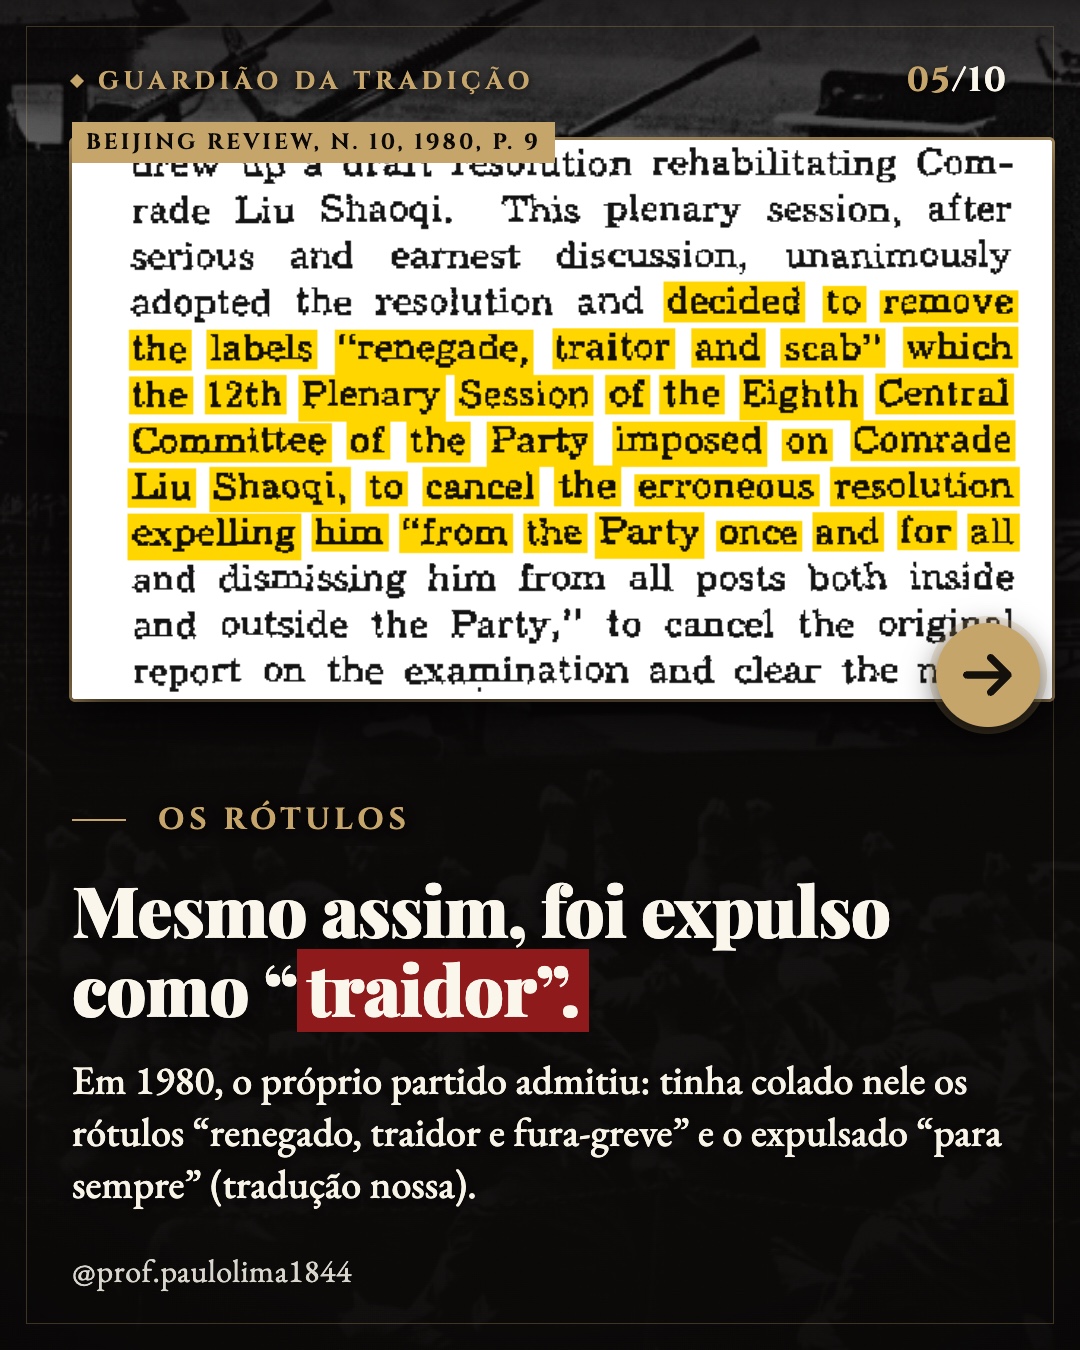 ◆ GUARDIÃO DA TRADIÇÃO
05/10
BEIJING REVIEW, N. 10, 1980, P. 9
drew up a draft resolution rehabilitating Com-
rade Liu Shaoqi. This plenary session, after
serious and earnest discussion, unanimously
adopted the resolution and decided to remove
the labels “renegade, traitor and scab” which
the 12th Plenary Session of the Eighth Central
Committee of the Party imposed on Comrade
Liu Shaoqi, to cancel the erroneous resolution
expelling him “from the Party once and for all
and dismissing him from all posts both inside
and outside the Party,” to cancel the original
report on the examination and clear the
OS RÓTULOS
Mesmo assim, foi expulso
como “traidor”.
Em 1980, o próprio partido admitiu: tinha colado nele os
rótulos “renegado, traidor e fura-greve” e o expulsado “para
sempre” (tradução nossa).
@prof.paulolima1844